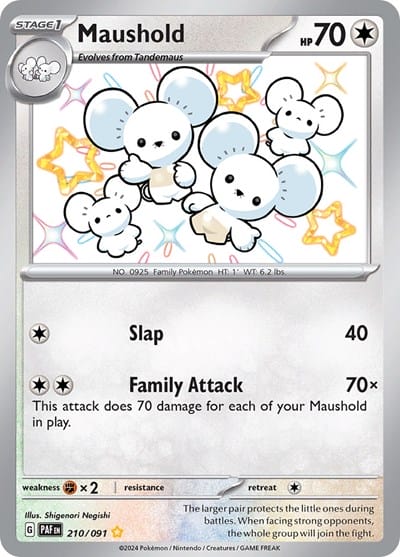 STAGE 1
Maushold
HP 70
Evolves from Tandemaus
NO. 0925 Family Pokémon HT: 1' WT: 6.2 lbs.
Slap 40
Family Attack 70×
This attack does 70 damage for each of your Maushold
in play.
weakness ×2 resistance retreat
Illus. Shigenori Negishi
G PAF EN 210/091
The larger pair protects the little ones during
battles. When facing strong opponents,
the whole group will join the fight.
©2024 Pokémon / Nintendo / Creatures / GAME FREAK